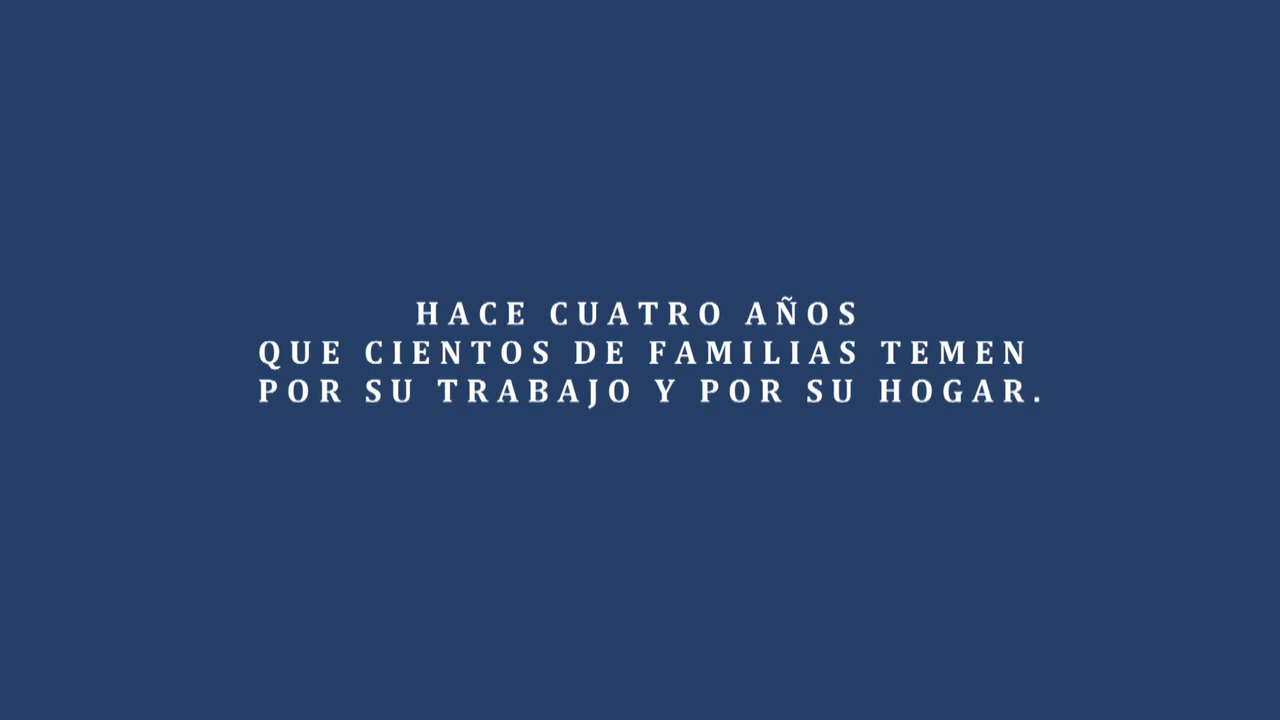 HACE CUATRO AÑOS
QUE CIENTOS DE FAMILIAS TEMEN
POR SU TRABAJO Y POR SU HOGAR.